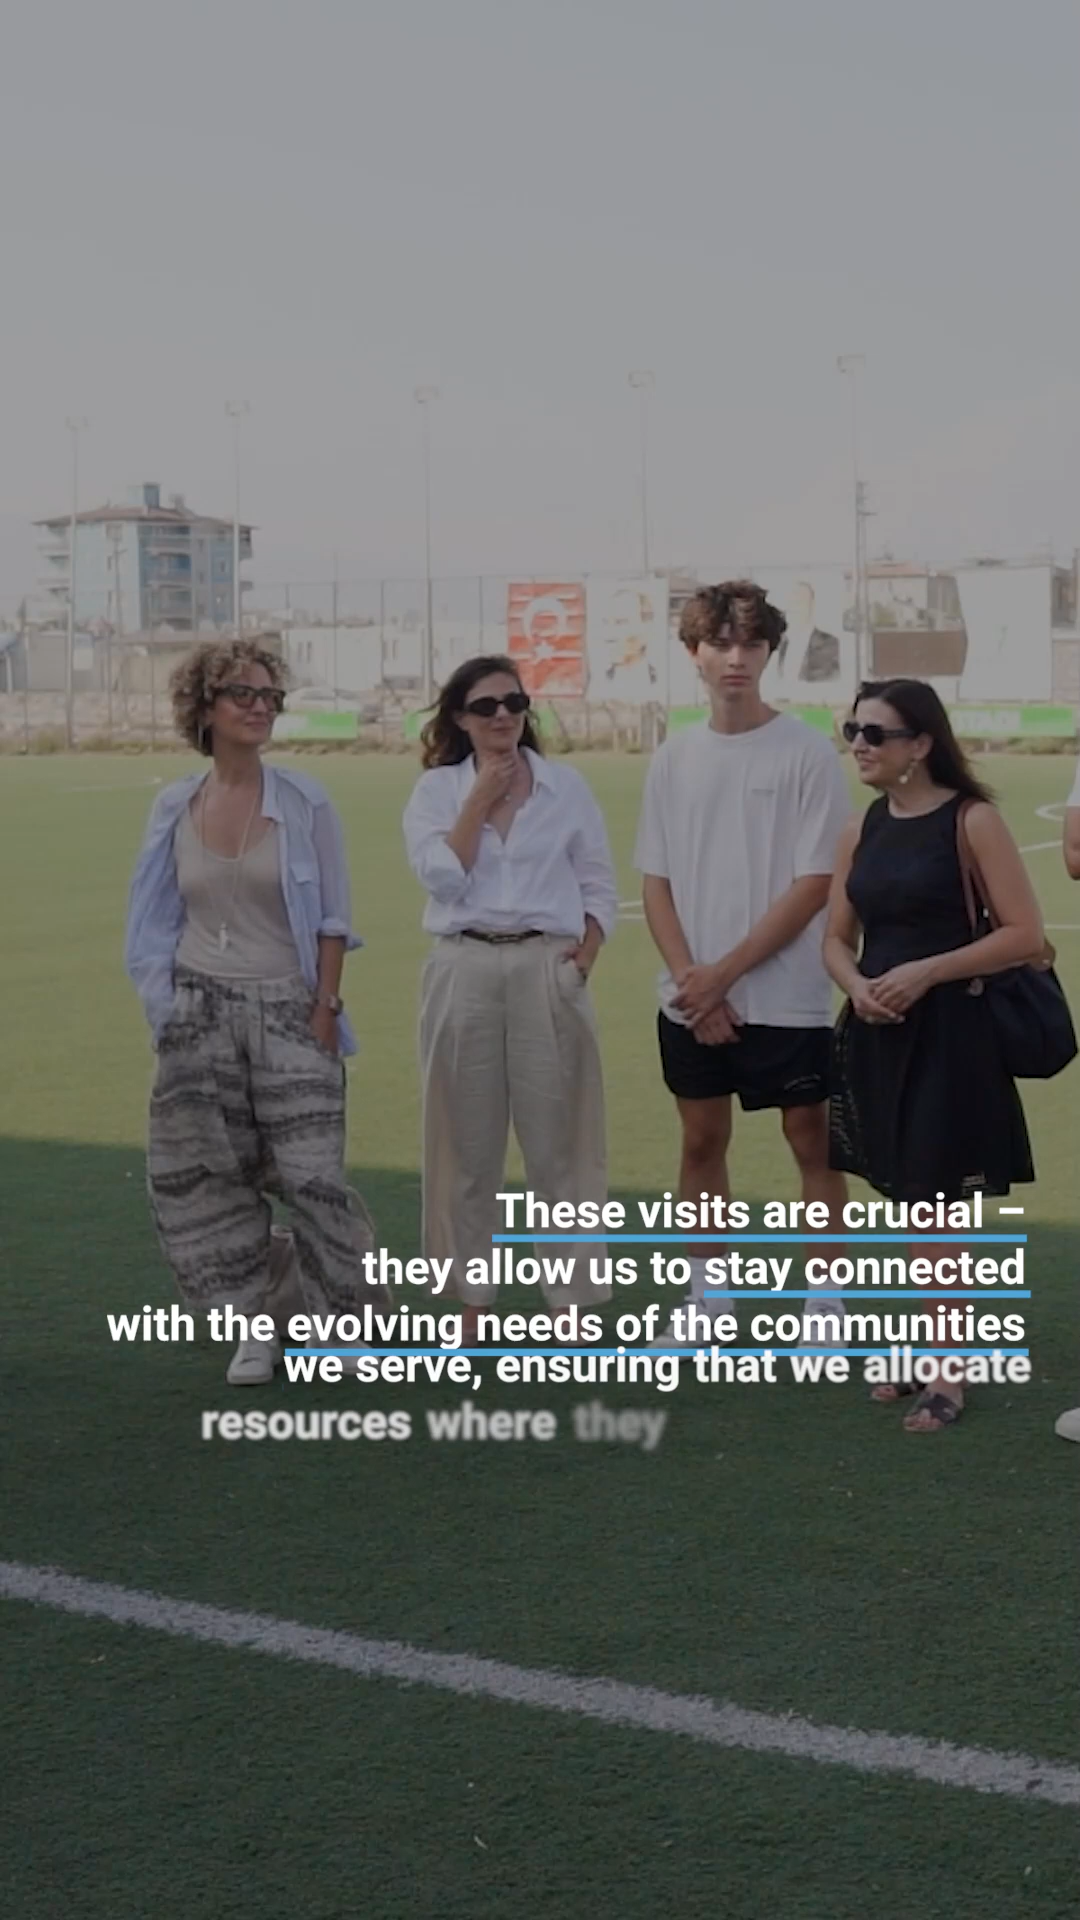 These visits are crucial –
they allow us to stay connected
with the evolving needs of the communities
we serve, ensuring that we allocate
resources where they